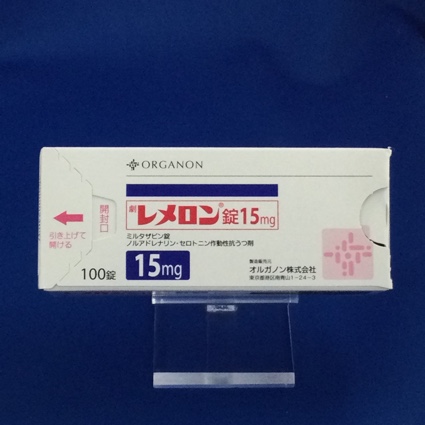 ORGANON
劇 レメロン®錠15mg
ミルタザピン錠
ノルアドレナリン・セロトニン作動性抗うつ剤
15mg
100錠
開封口
引き上げて
開ける
製造販売元
オルガノン株式会社
東京都港区南青山1-24-3